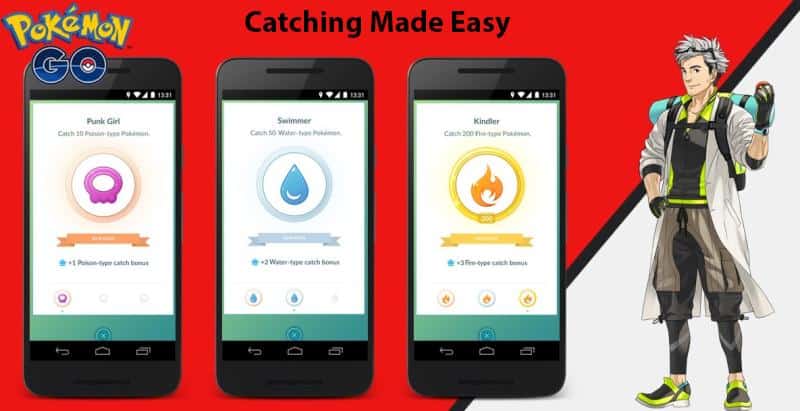 Catching Made Easy
POKÉMON
GO
13:31
Punk Girl
Catch 10 Poison-type Pokémon.
+1 Poison-type catch bonus
13:31
Swimmer
Catch 50 Water-type Pokémon.
+2 Water-type catch bonus
13:31
Kindler
Catch 200 Fire-type Pokémon.
200
+3 Fire-type catch bonus